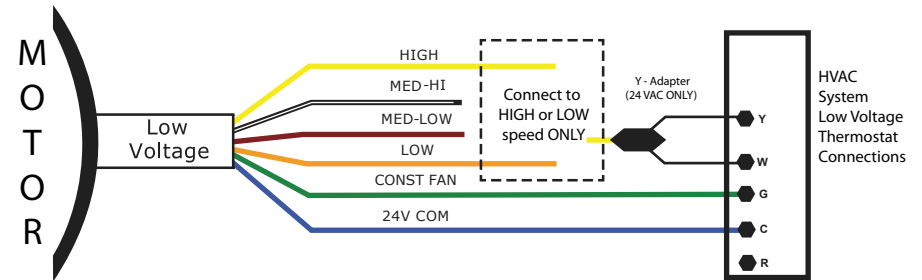 MOTOR
Low
Voltage
HIGH
MED-HI
MED-LOW
LOW
CONST FAN
24V COM
Connect to
HIGH or LOW
speed ONLY
Y - Adapter
(24 VAC ONLY)
Y
W
G
C
R
HVAC
System
Low Voltage
Thermostat
Connections